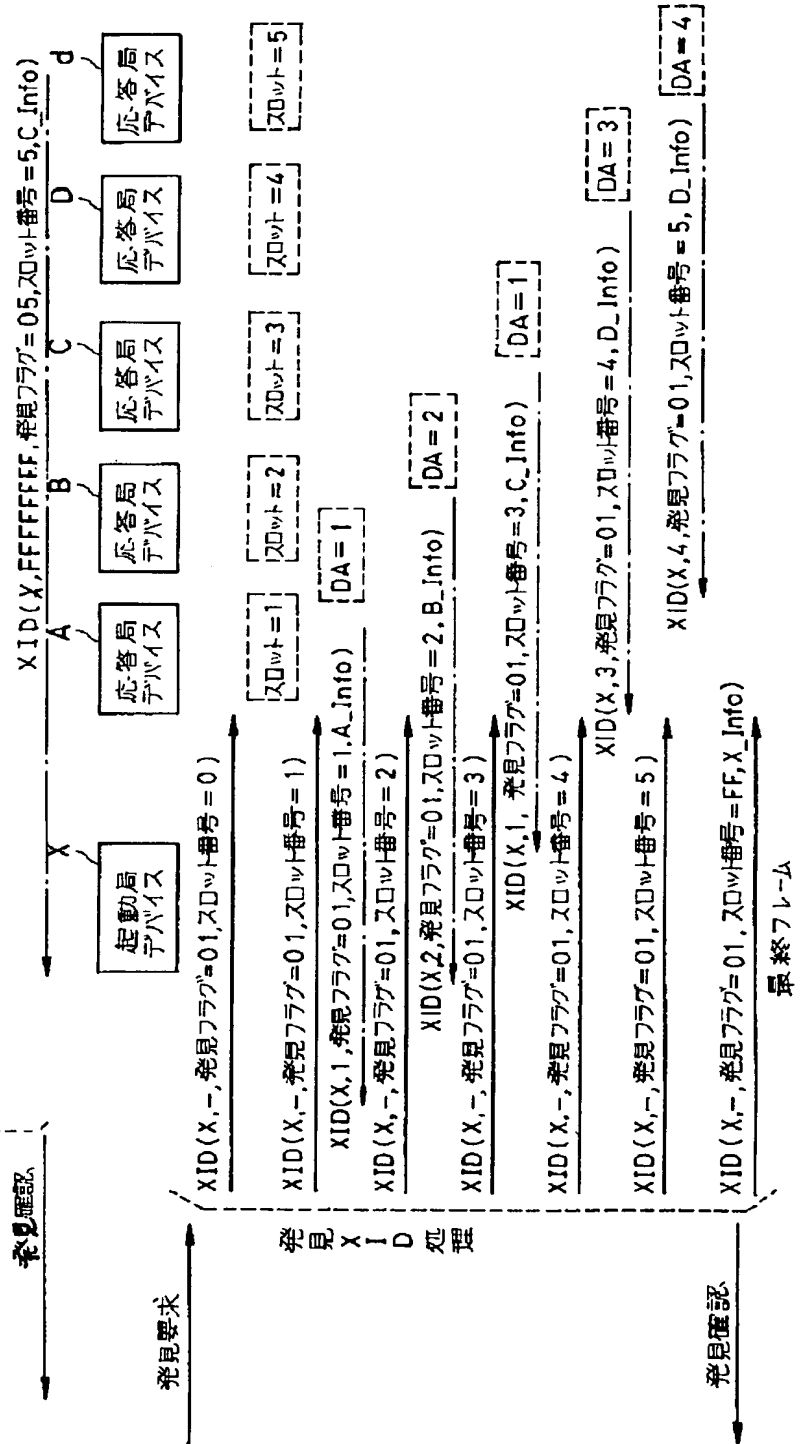 XID(X,FFFFFFFF,発見フラグ=05,スロット番号=5,C_Info)
発見確認
X
A
B
C
D
d
起動局
デバイス
応答局
デバイス
応答局
デバイス
応答局
デバイス
応答局
デバイス
応答局
デバイス
発見要求
発見XID処理
XID(X,-,発見フラグ=01,スロット番号=0)
スロット=1
スロット=2
スロット=3
スロット=4
スロット=5
XID(X,-,発見フラグ=01,スロット番号=1)
DA=1
XID(X,1,発見フラグ=01,スロット番号=1,A_Info)
XID(X,-,発見フラグ=01,スロット番号=2)
DA=2
XID(X,2,発見フラグ=01,スロット番号=2,B_Info)
XID(X,-,発見フラグ=01,スロット番号=3)
DA=1
XID(X,1,発見フラグ=01,スロット番号=3,C_Info)
XID(X,-,発見フラグ=01,スロット番号=4)
DA=3
XID(X,3,発見フラグ=01,スロット番号=4,D_Info)
XID(X,-,発見フラグ=01,スロット番号=5)
DA=4
XID(X,4,発見フラグ=01,スロット番号=5,D_Info)
XID(X,-,発見フラグ=01,スロット番号=FF,X_Info)
最終フレーム
発見確認